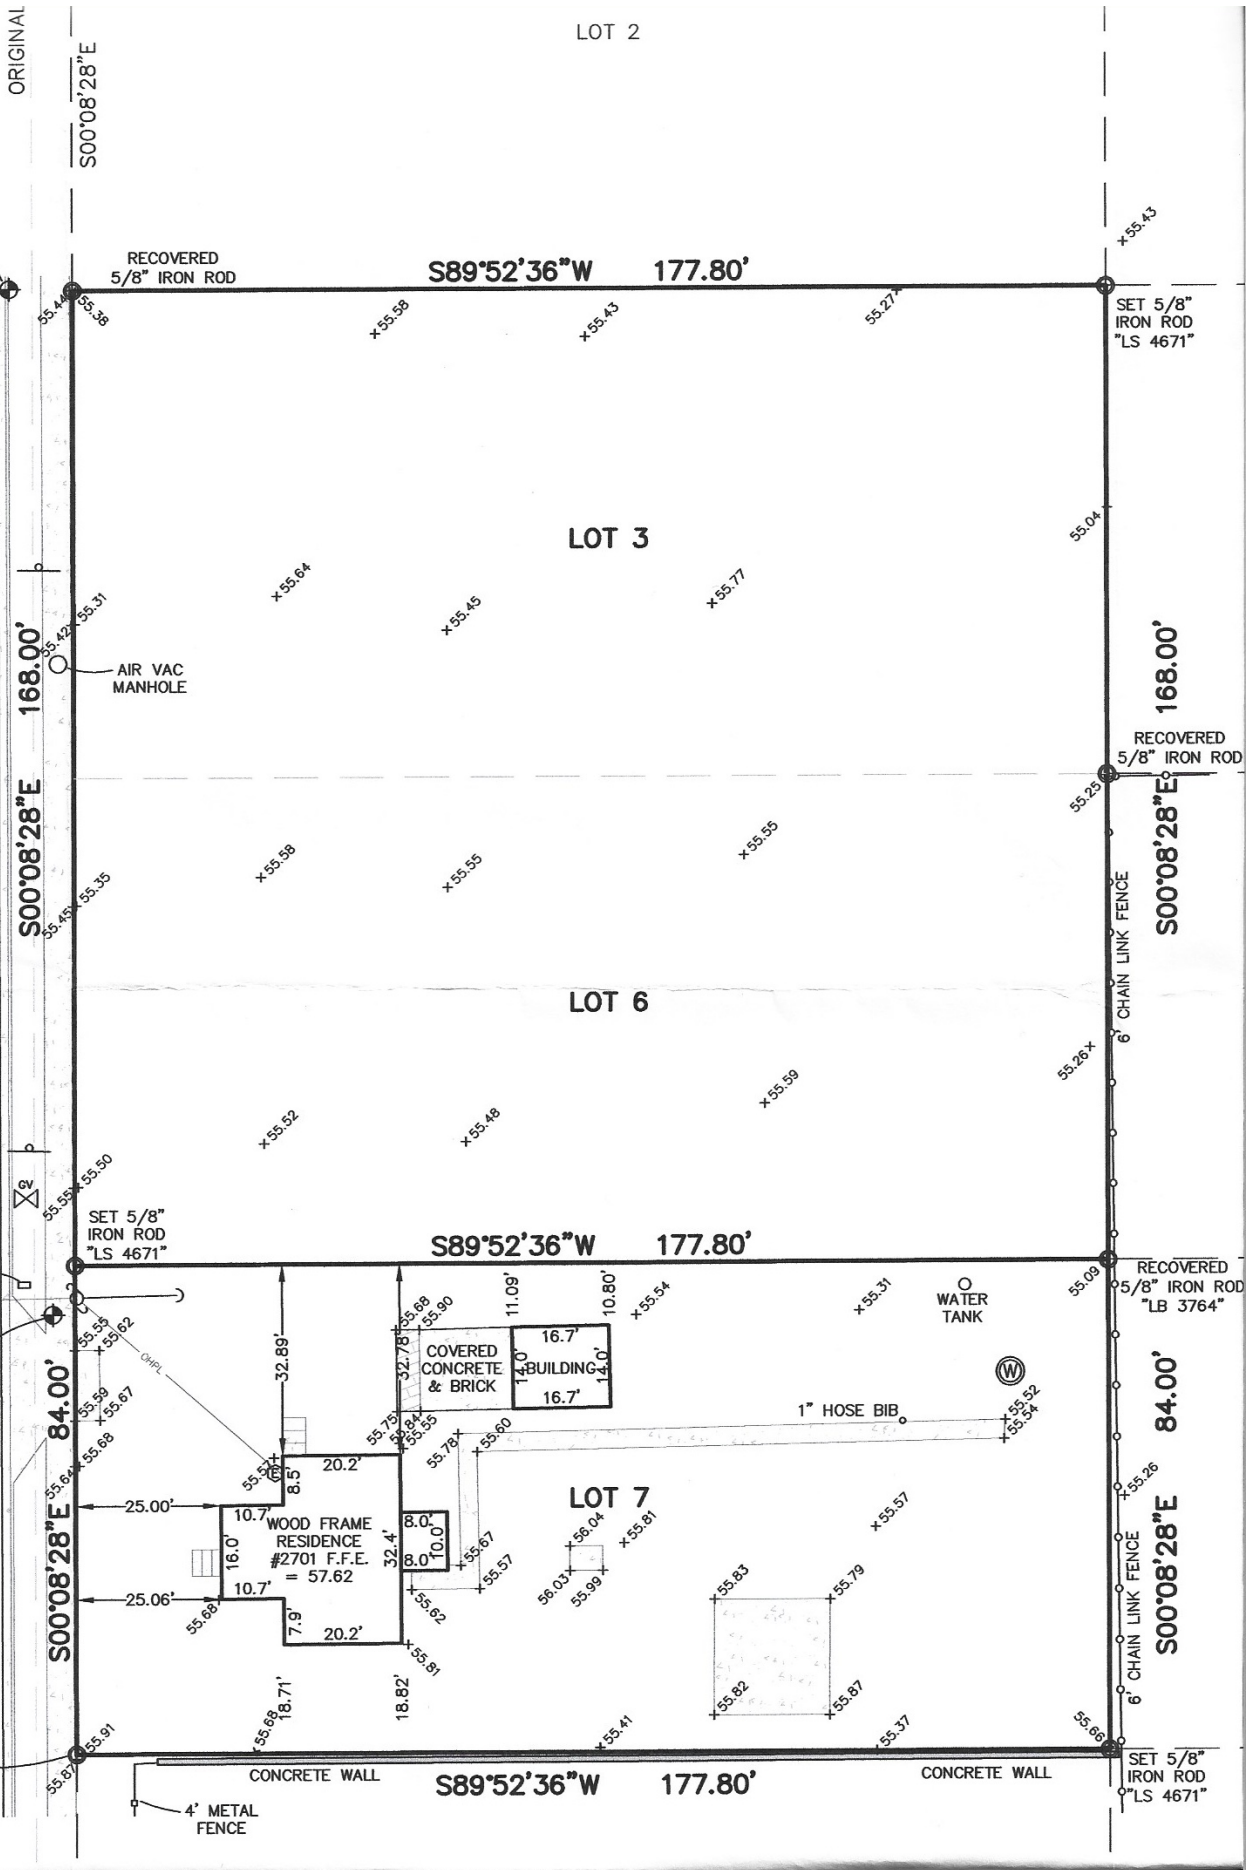 LOT 2
ORIGINAL
S00°08'28"E
55.43
RECOVERED
5/8" IRON ROD
S89°52'36"W 177.80'
55.44
55.38
55.58
55.43
55.27
SET 5/8"
IRON ROD
"LS 4671"
LOT 3
55.04
55.64
55.45
55.77
55.42
55.31
AIR VAC
MANHOLE
S00°08'28"E 168.00'
S00°08'28"E 168.00'
RECOVERED
5/8" IRON ROD
55.25
55.58
55.55
55.55
55.45
55.35
6' CHAIN LINK FENCE
LOT 6
55.26
55.59
55.52
55.48
GV
55.55
55.50
SET 5/8"
IRON ROD
"LS 4671"
S89°52'36"W 177.80'
RECOVERED
5/8" IRON ROD
"LB 3764"
55.09
11.09'
10.80'
55.54
55.31
WATER
TANK
55.68
55.90
55.55
55.62
OHPL
32.89'
32.78'
COVERED
CONCRETE
& BRICK
16.7'
14.0'
BUILDING
14.0'
16.7'
W
55.59
55.67
1" HOSE BIB
55.52
55.54
55.75
55.84
55.55
55.78
55.60
55.64
55.68
20.2'
8.5'
LOT 7
55.26
25.00'
10.7'
WOOD FRAME
RESIDENCE
#2701 F.F.E.
= 57.62
16.0'
32.4'
8.0'
10.0'
8.0'
55.67
55.57
56.04
55.81
55.57
56.03
55.99
10.7'
25.06'
55.68
55.62
7.9'
20.2'
55.81
55.83
55.79
55.82
55.87
S00°08'28"E 84.00'
S00°08'28"E 84.00'
6' CHAIN LINK FENCE
18.71'
18.82'
55.91
55.87
55.68
55.41
55.37
55.66
CONCRETE WALL
S89°52'36"W 177.80'
CONCRETE WALL
SET 5/8"
IRON ROD
"LS 4671"
4' METAL
FENCE